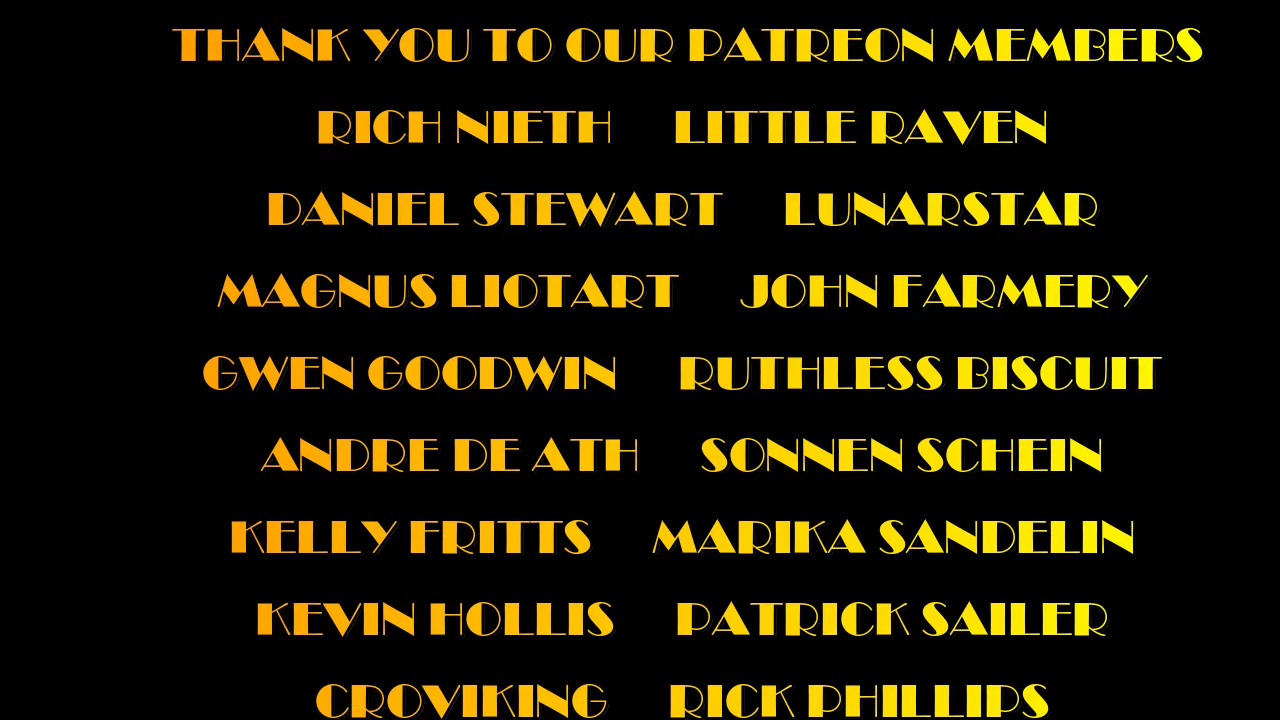 THANK YOU TO OUR PATREON MEMBERS
RICH NIETH LITTLE RAVEN
DANIEL STEWART LUNARSTAR
MAGNUS LIOTART JOHN FARMERY
GWEN GOODWIN RUTHLESS BISCUIT
ANDRE DE ATH SONNEN SCHEIN
KELLY FRITTS MARIKA SANDELIN
KEVIN HOLLIS PATRICK SAILER
CROVIKING RICK PHILLIPS